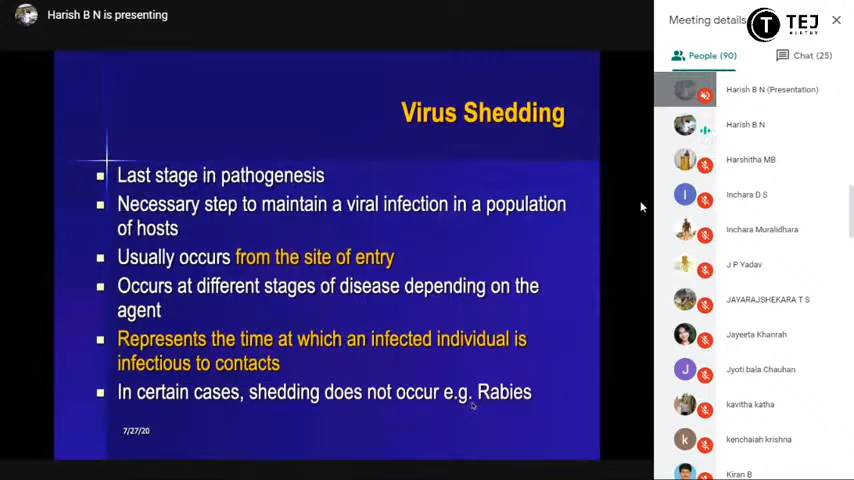 Harish B N is presenting
Meeting details
TEJ
People (90)
Chat (25)
Virus Shedding
Last stage in pathogenesis
Necessary step to maintain a viral infection in a population
of hosts
Usually occurs from the site of entry
Occurs at different stages of disease depending on the
agent
Represents the time at which an infected individual is
infectious to contacts
In certain cases, shedding does not occur e.g. Rabies
7/27/20
Harish B N (Presentation)
Harish B N
Harshitha MB
I
Inchara D S
Inchara Muralidhara
J P Yadav
JAYARAJSHEKARA T S
Jayeeta Khanrah
J
Jyoti bala Chauhan
kavitha katha
k
kenchaiah krishna
Kiran B